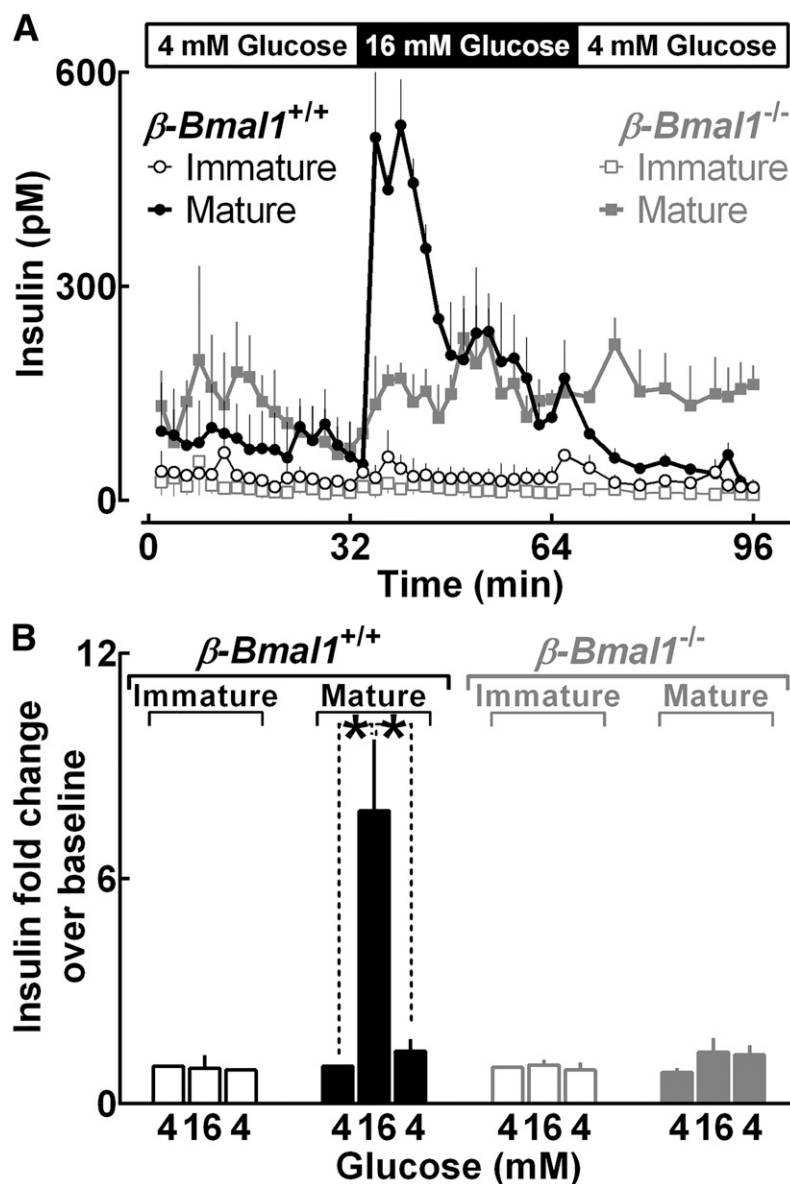 A
4 mM Glucose 16 mM Glucose 4 mM Glucose
600
300
0
Insulin (pM)
β-Bmal1+/+
Immature
Mature
β-Bmal1-/-
Immature
Mature
0 32 64 96
Time (min)
B
12
6
0
Insulin fold change
over baseline
β-Bmal1+/+ β-Bmal1-/-
Immature Mature Immature Mature
* *
4 16 4 4 16 4 4 16 4 4 16 4
Glucose (mM)